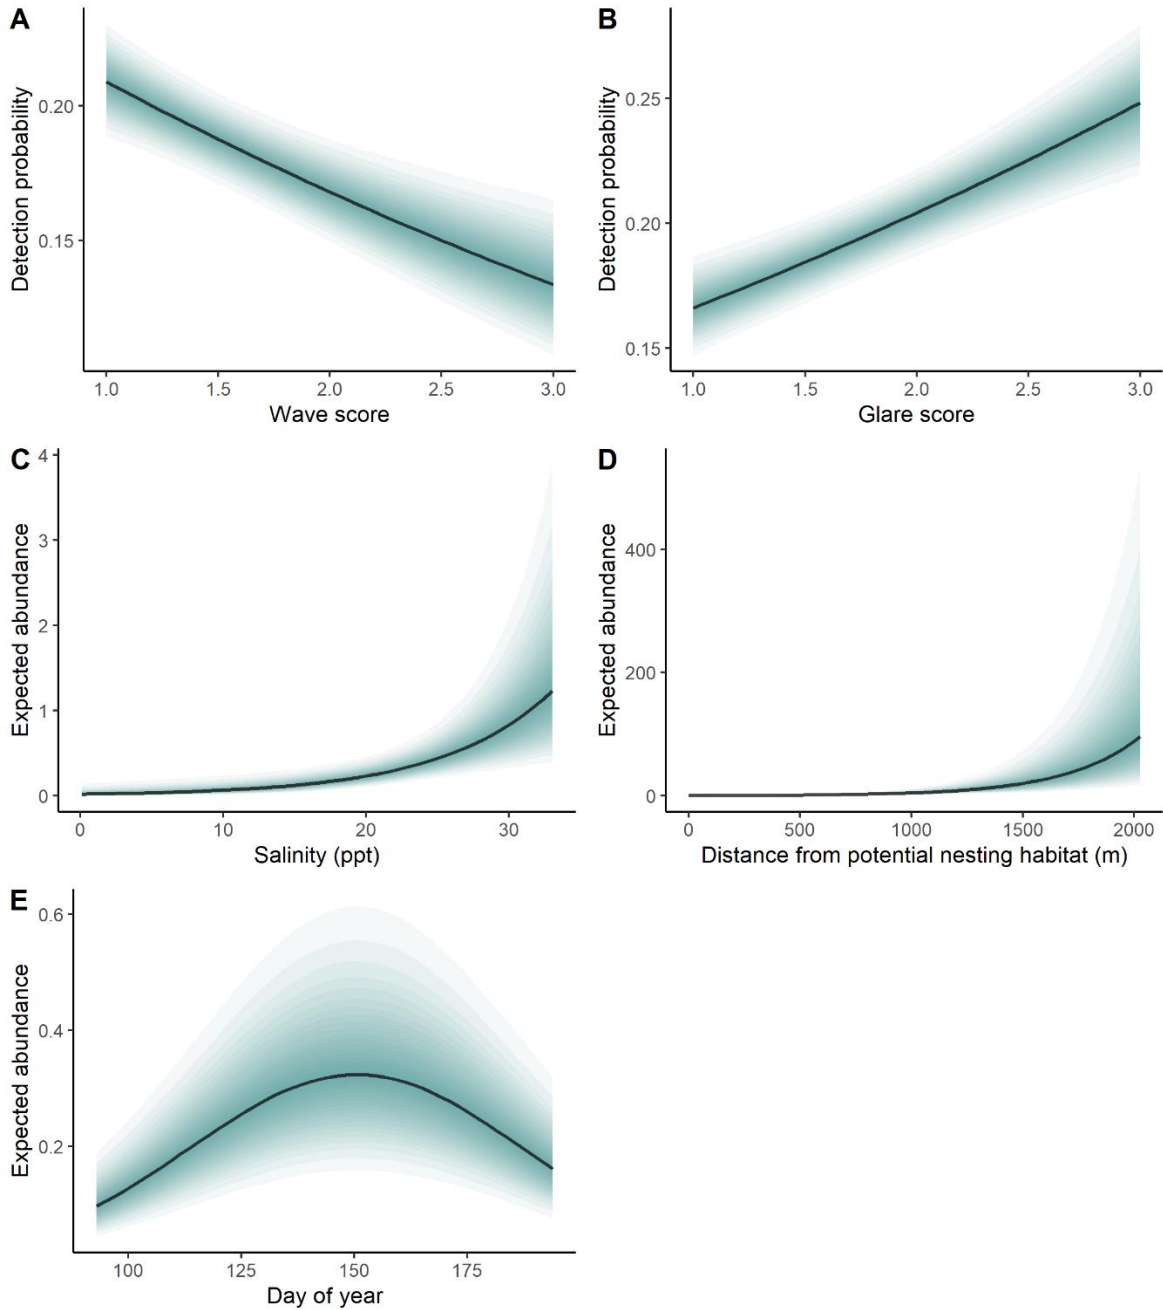 A
Detection probability
0.20
0.15
1.0 1.5 2.0 2.5 3.0
Wave score
B
Detection probability
0.25
0.20
0.15
1.0 1.5 2.0 2.5 3.0
Glare score
C
Expected abundance
4
3
2
1
0
0 10 20 30
Salinity (ppt)
D
Expected abundance
400
200
0
0 500 1000 1500 2000
Distance from potential nesting habitat (m)
E
Expected abundance
0.6
0.4
0.2
100 125 150 175
Day of year